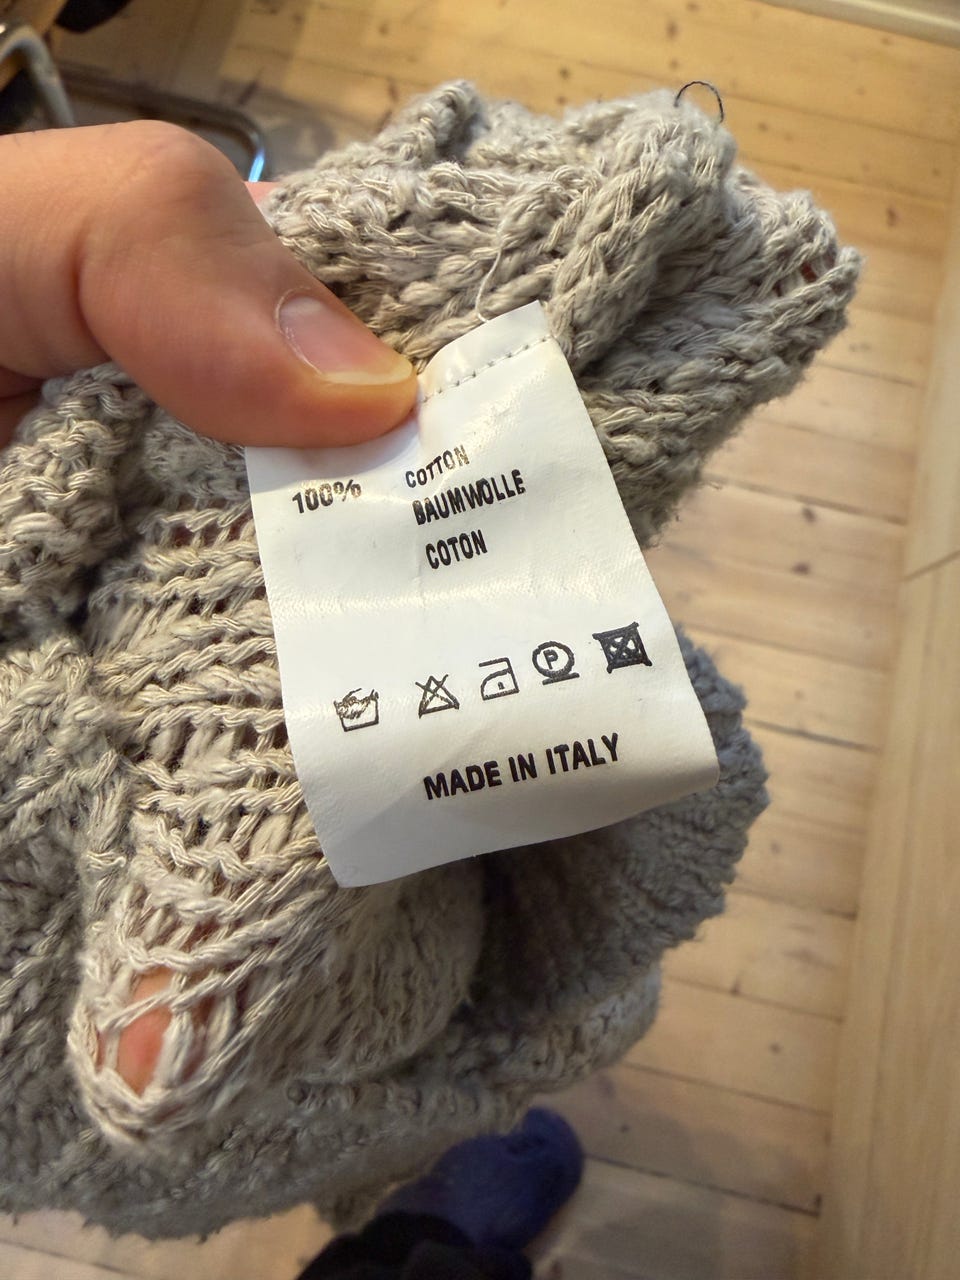 100% COTTON
BAUMWOLLE
COTON
P
MADE IN ITALY